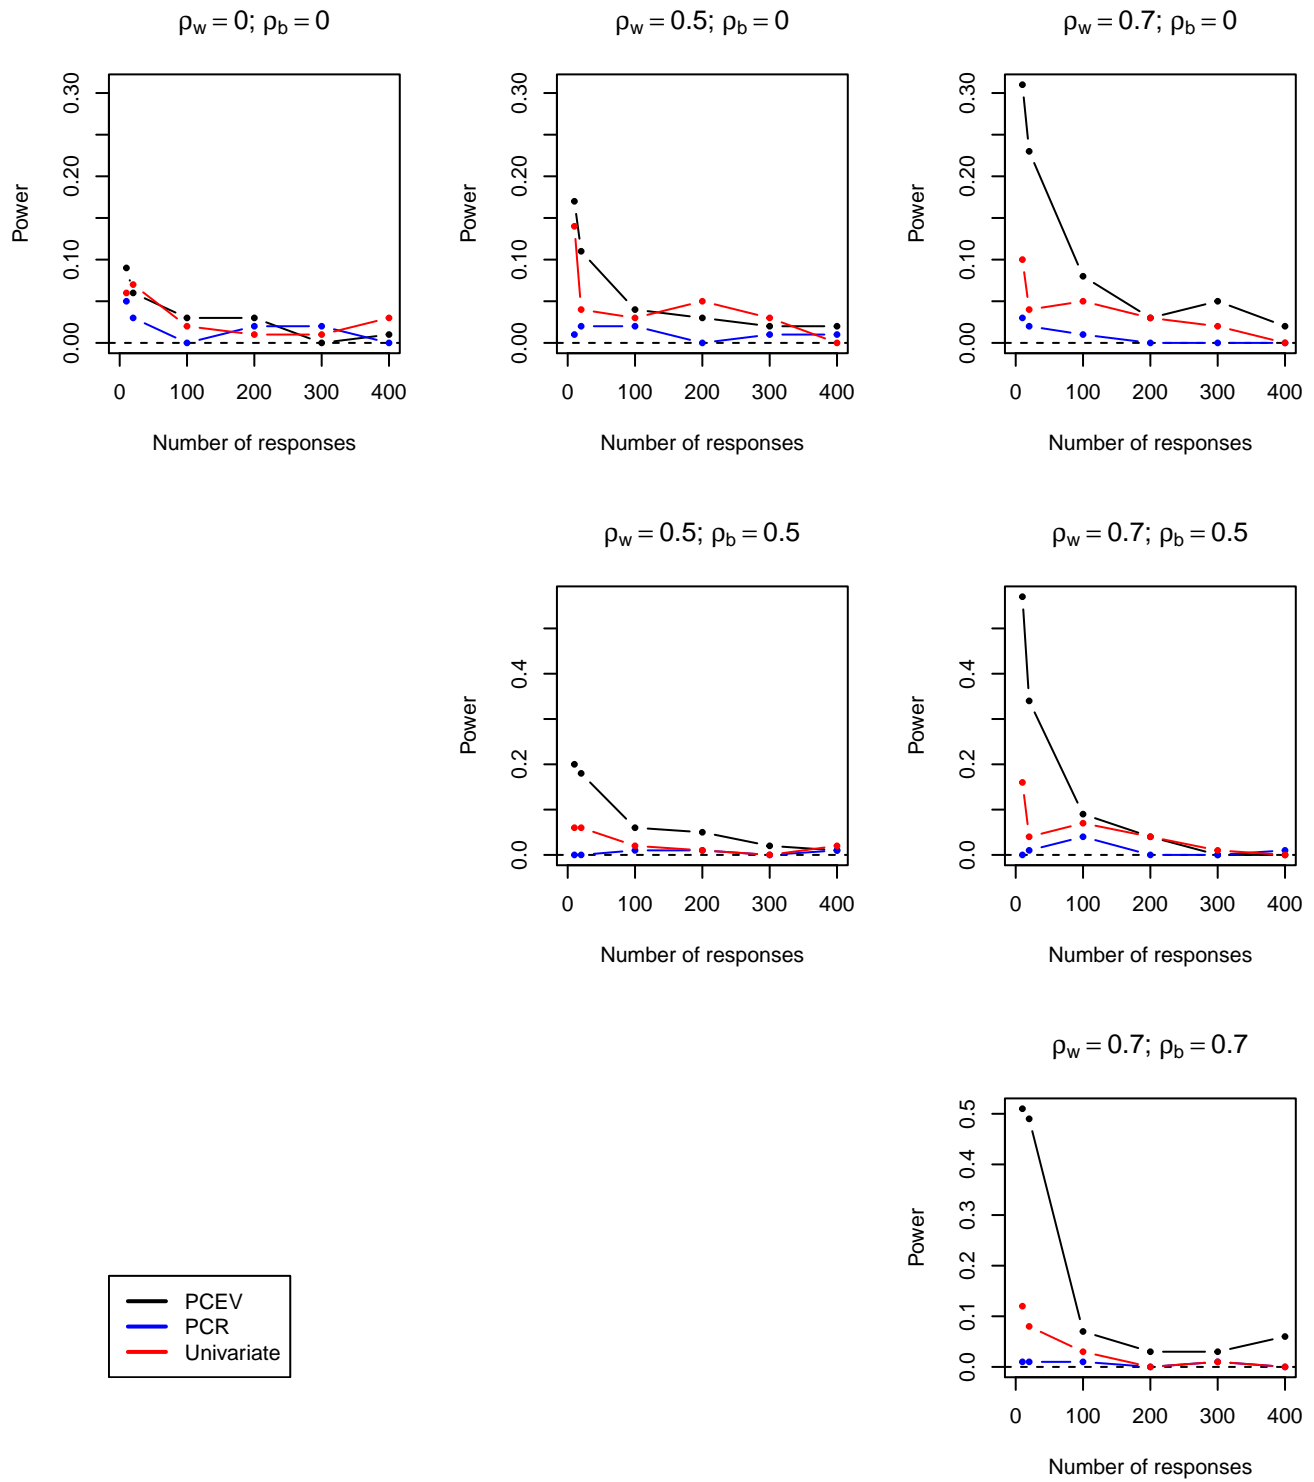 ρw = 0; ρb = 0
ρw = 0.5; ρb = 0
ρw = 0.7; ρb = 0
Power
0.00 0.10 0.20 0.30
0 100 200 300 400
Number of responses
Power
0.00 0.10 0.20 0.30
0 100 200 300 400
Number of responses
Power
0.00 0.10 0.20 0.30
0 100 200 300 400
Number of responses
ρw = 0.5; ρb = 0.5
ρw = 0.7; ρb = 0.5
Power
0.0 0.2 0.4
0 100 200 300 400
Number of responses
Power
0.0 0.2 0.4
0 100 200 300 400
Number of responses
ρw = 0.7; ρb = 0.7
Power
0.0 0.1 0.2 0.3 0.4 0.5
0 100 200 300 400
Number of responses
PCEV
PCR
Univariate